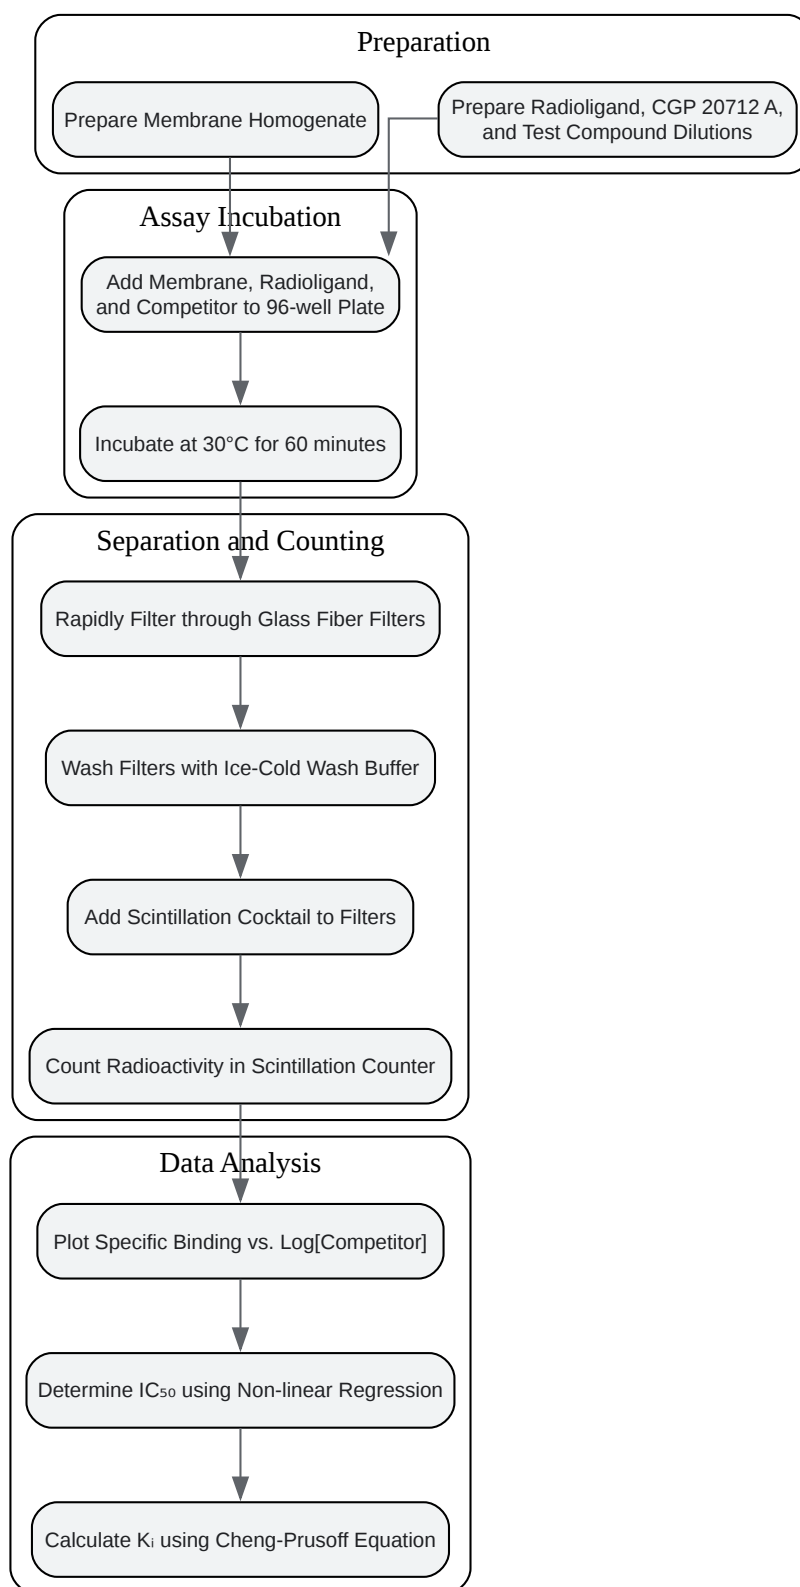 Preparation
Prepare Membrane Homogenate
Prepare Radioligand, CGP 20712 A,
and Test Compound Dilutions
Assay Incubation
Add Membrane, Radioligand,
and Competitor to 96-well Plate
Incubate at 30°C for 60 minutes
Separation and Counting
Rapidly Filter through Glass Fiber Filters
Wash Filters with Ice-Cold Wash Buffer
Add Scintillation Cocktail to Filters
Count Radioactivity in Scintillation Counter
Data Analysis
Plot Specific Binding vs. Log[Competitor]
Determine IC₅₀ using Non-linear Regression
Calculate Kᵢ using Cheng-Prusoff Equation